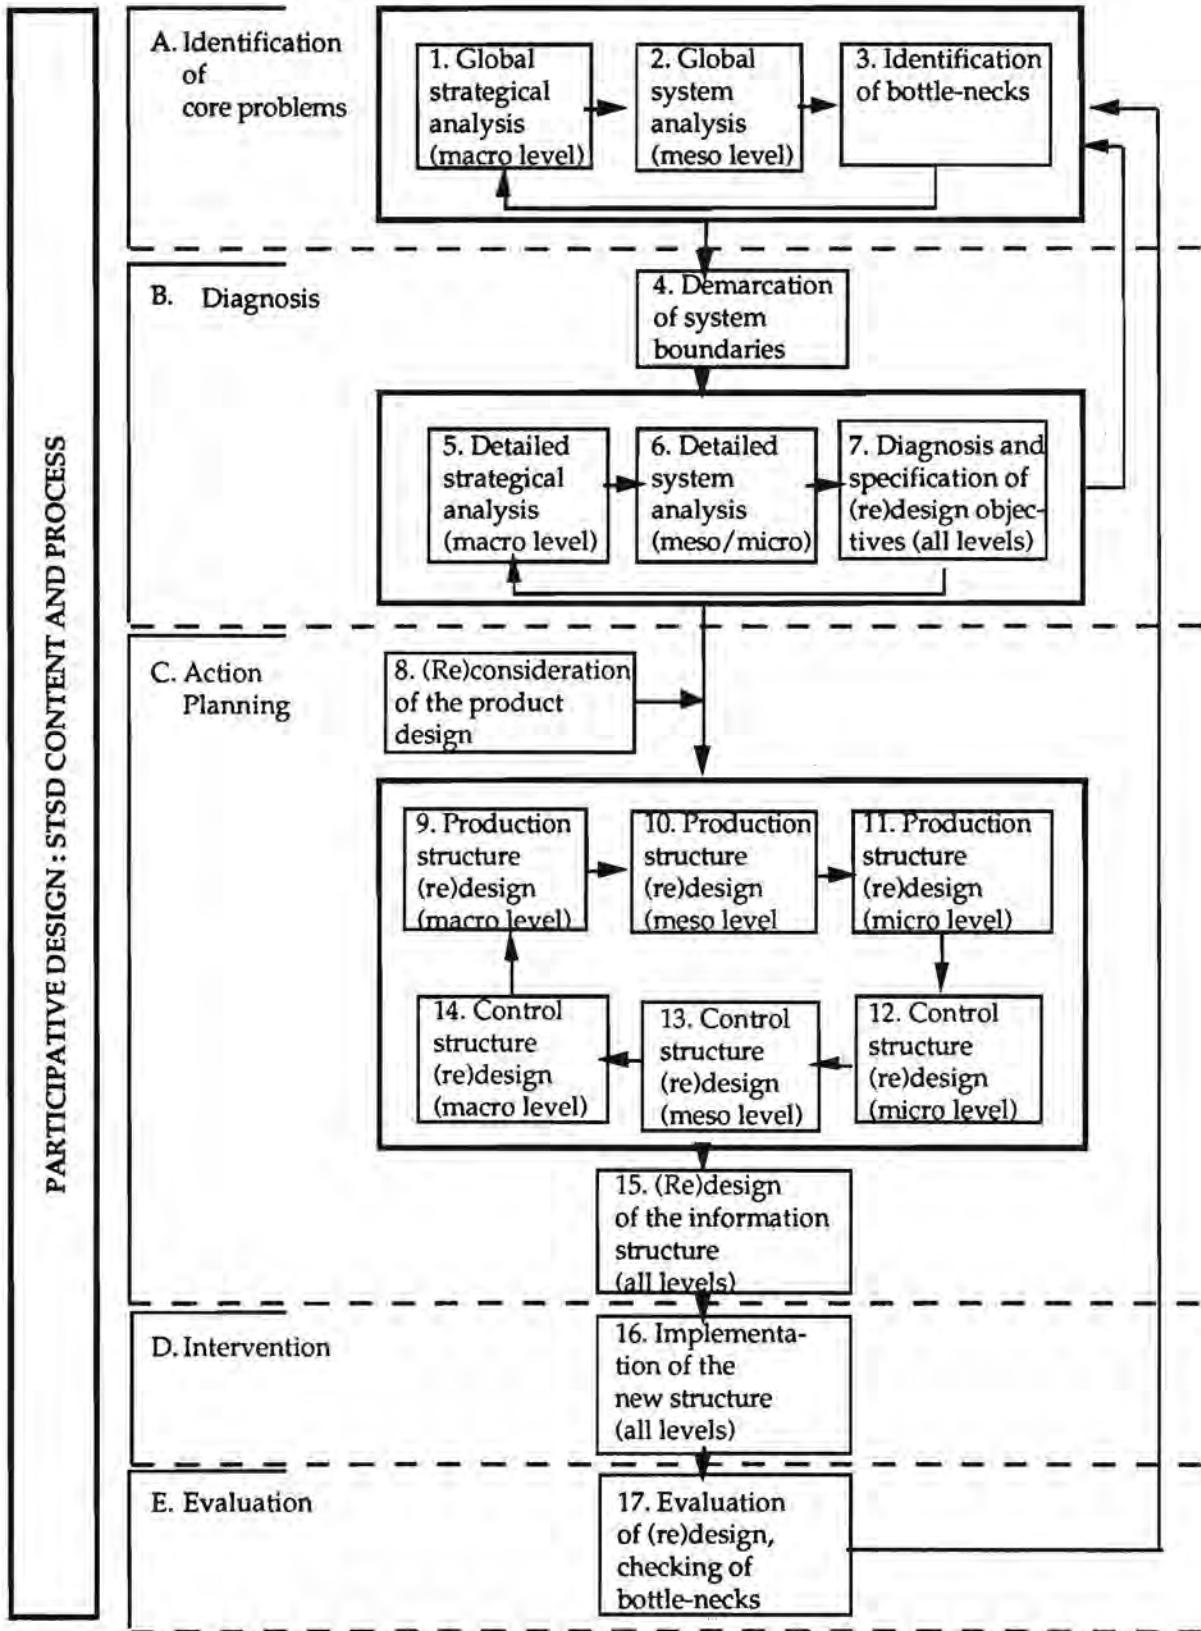 PARTICIPATIVE DESIGN : STSD CONTENT AND PROCESS
A. Identification
of
core problems
1. Global
strategical
analysis
(macro level)
2. Global
system
analysis
(meso level)
3. Identification
of bottle-necks
B. Diagnosis
4. Demarcation
of system
boundaries
5. Detailed
strategical
analysis
(macro level)
6. Detailed
system
analysis
(meso/micro)
7. Diagnosis and
specification of
(re)design objec-
tives (all levels)
C. Action
Planning
8. (Re)consideration
of the product
design
9. Production
structure
(re)design
(macro level)
10. Production
structure
(re)design
(meso level
11. Production
structure
(re)design
(micro level)
14. Control
structure
(re)design
(macro level)
13. Control
structure
(re)design
(meso level)
12. Control
structure
(re)design
(micro level)
15. (Re)design
of the information
structure
(all levels)
D. Intervention
16. Implementa-
tion of the
new structure
(all levels)
E. Evaluation
17. Evaluation
of (re)design,
checking of
bottle-necks